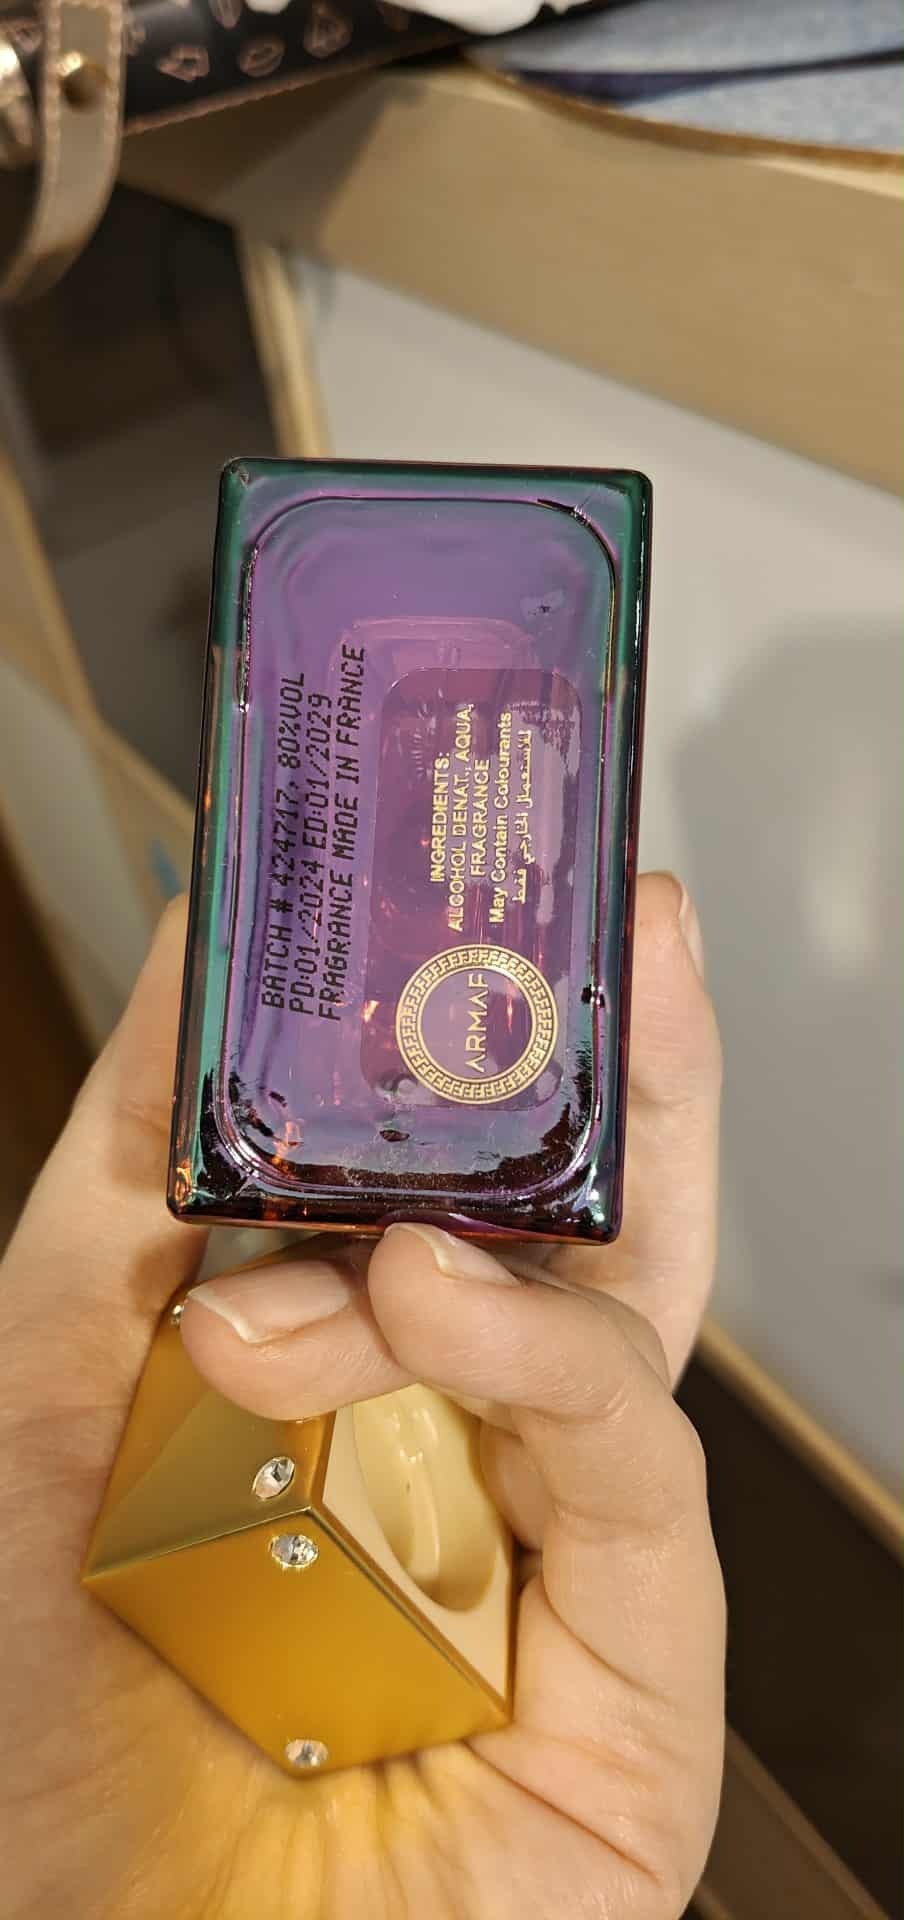 BATCH # 424717, 80%VOL
PD:01/2024 ED:01/2029
FRAGRANCE MADE IN FRANCE
INGREDIENTS:
ALCOHOL DENAT., AQUA,
FRAGRANCE
May Contain Colourants
للاستعمال الخارجي فقط
ARMAF